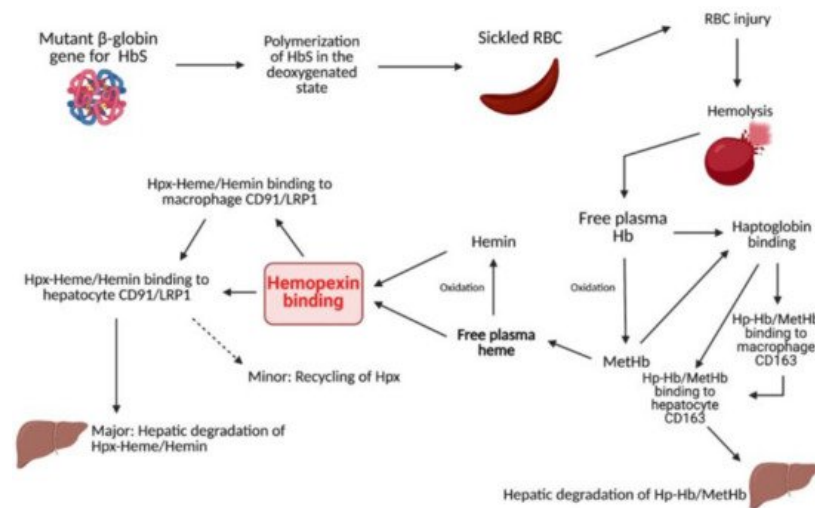 Mutant β-globin
gene for HbS
Polymerization
of HbS in the
deoxygenated
state
Sickled RBC
RBC injury
Hemolysis
Free plasma
Hb
Haptoglobin
binding
Oxidation
Hp-Hb/MetHb
binding to
macrophage
CD163
MetHb
Hp-Hb/MetHb
binding to
hepatocyte
CD163
Hepatic degradation of Hp-Hb/MetHb
Free plasma
heme
Oxidation
Hemin
Hemopexin
binding
Hpx-Heme/Hemin binding to
macrophage CD91/LRP1
Hpx-Heme/Hemin binding to
hepatocyte CD91/LRP1
Minor: Recycling of Hpx
Major: Hepatic degradation of
Hpx-Heme/Hemin